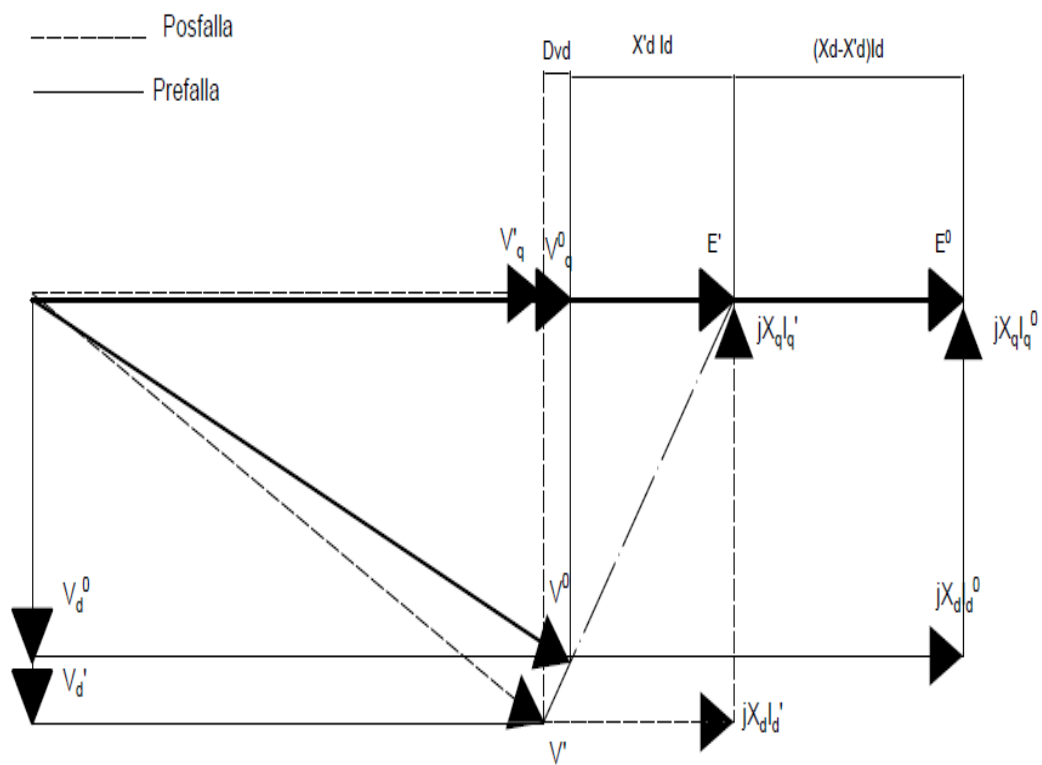 Posfalla
Prefalla
Dvd
X'd Id
(Xd-X'd)Id
V'q
V⁰q
E'
E⁰
jXqIq'
jXqIq⁰
Vd⁰
V⁰
jXdId⁰
Vd'
jXdId'
V'